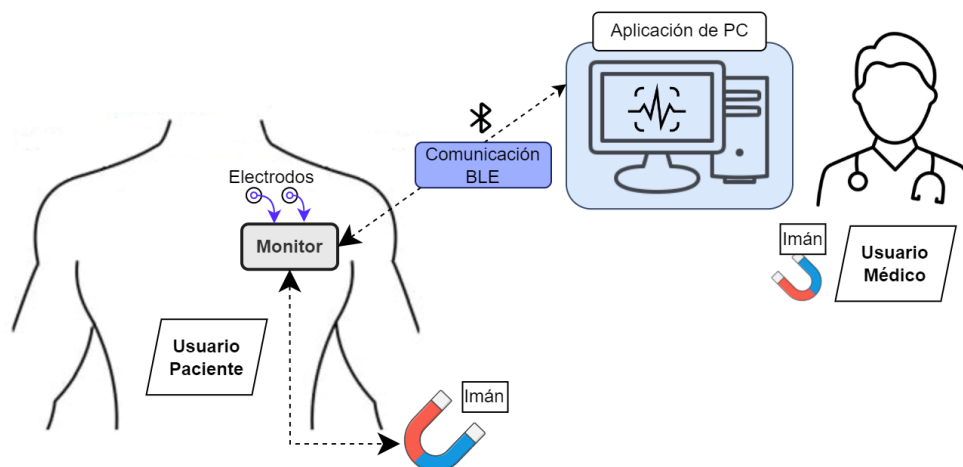 Aplicación de PC
Comunicación
BLE
Electrodos
Monitor
Imán
Usuario
Médico
Usuario
Paciente
Imán